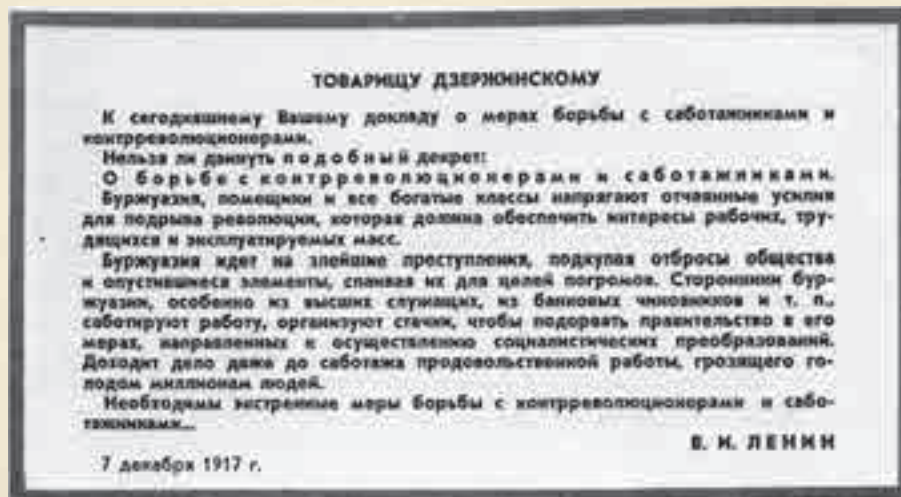 ТОВАРИЩУ ДЗЕРЖИНСКОМУ
К сегодняшнему Вашему докладу о мерах борьбы с саботажниками и
контрреволюционерами.
Нельзя ли двинуть подобный декрет:
О борьбе с контрреволюционерами и саботажниками.
Буржуазия, помещики и все богатые классы напрягают отчаянные усилия
для подрыва революции, которая должна обеспечить интересы рабочих, тру-
дящихся и эксплуатируемых масс.
Буржуазия идет на злейшие преступления, подкупая отбросы общества
и опустившиеся элементы, спаивая их для целей погромов. Сторонники бур-
жуазии, особенно из высших служащих, из банковых чиновников и т. п.,
саботируют работу, организуют стачки, чтобы подорвать правительство в его
мерах, направленных к осуществлению социалистических преобразований.
Доходит дело даже до саботажа продовольственной работы, грозящего го-
лодом миллионам людей.
Необходимы экстренные меры борьбы с контрреволюционерами и сабо-
тажниками...
В. И. ЛЕНИН
7 декабря 1917 г.